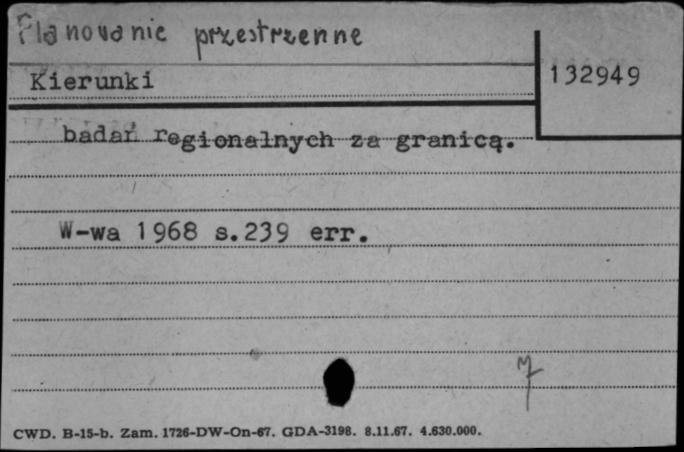 Planowanie przestrzenne
Kierunki
132949
badań regionalnych za granicą.
W-wa 1968 s.239 err.
CWD. B-15-b. Zam. 1726-DW-On-67. GDA-3198. 8.11.67. 4.630.000.